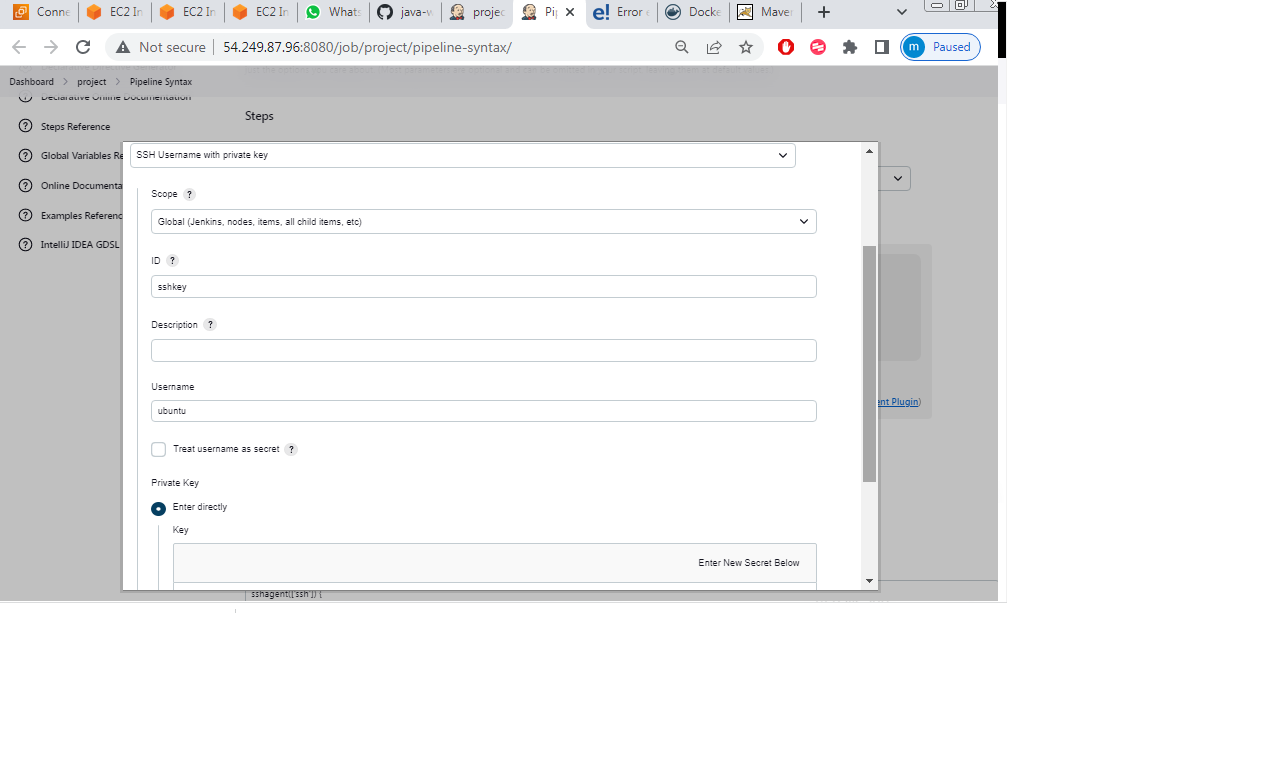 Conne
EC2 In
EC2 In
EC2 In
Whats
java-w
projec
Pip
Error e
Docke
Maven
Not secure
54.249.87.96:8080/job/project/pipeline-syntax/
m
Paused
Dashboard > project > Pipeline Syntax
Declarative Online Documentation
Steps
Steps Reference
Global Variables Re
Online Documenta
Examples Referenc
IntelliJ IDEA GDSL
SSH Username with private key
Scope ?
Global (Jenkins, nodes, items, all child items, etc)
ID ?
sshkey
Description ?
Username
ubuntu
ent Plugin)
Treat username as secret ?
Private Key
Enter directly
Key
Enter New Secret Below
sshagent(['ssh']) {